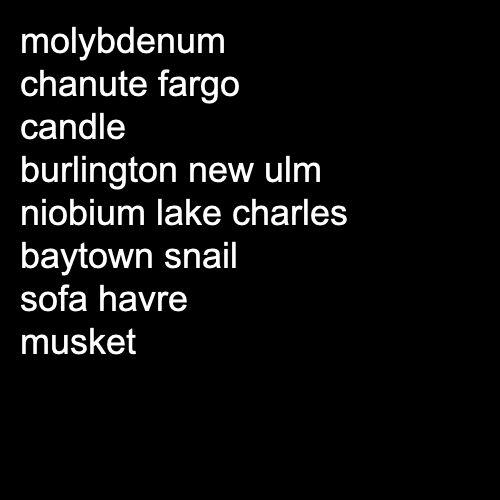 molybdenum
chanute fargo
candle
burlington new ulm
niobium lake charles
baytown snail
sofa havre
musket